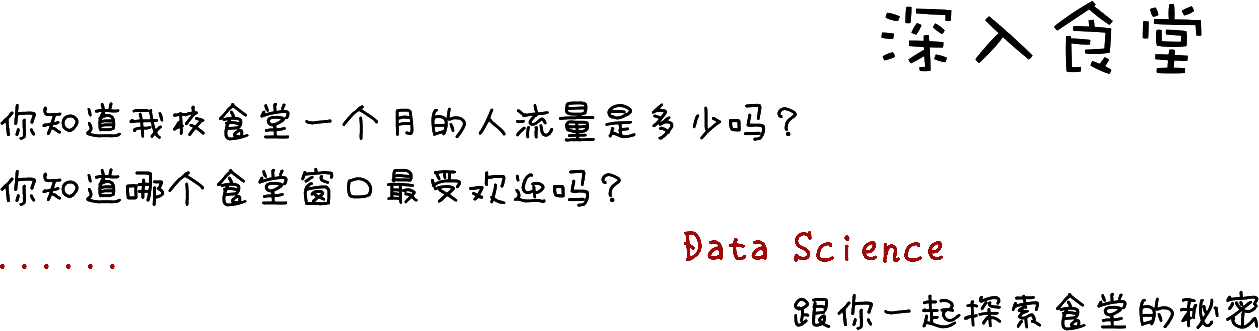 深入食堂
你知道我校食堂一个月的人流量是多少吗？
你知道哪个食堂窗口最受欢迎吗？
......
Data Science
跟你一起探索食堂的秘密